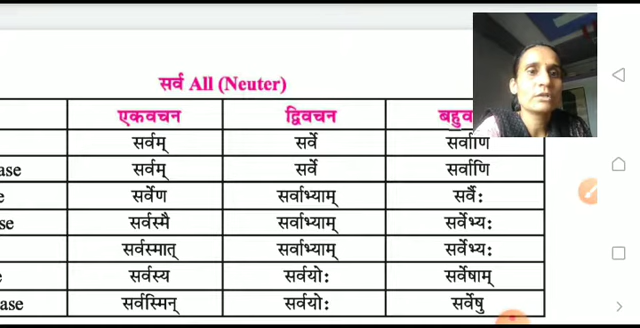 सर्व All (Neuter)
एकवचन द्विवचन
सर्वम् सर्वे सर्वाणि
ase सर्वम् सर्वे सर्वाणि
e सर्वेण सर्वाभ्याम् सर्वैः
se सर्वस्मै सर्वाभ्याम् सर्वेभ्यः
सर्वस्मात् सर्वाभ्याम् सर्वेभ्यः
e सर्वस्य सर्वयोः सर्वेषाम्
ase सर्वस्मिन् सर्वयोः सर्वेषु